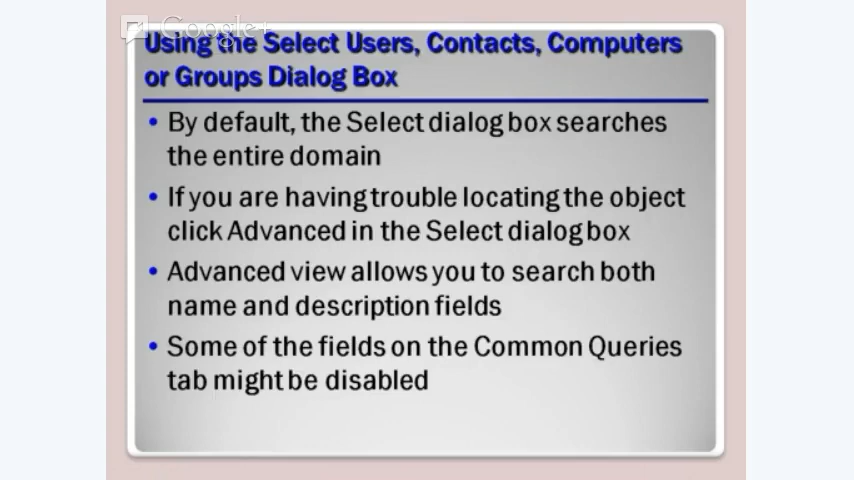 Google+
Using the Select Users, Contacts, Computers
or Groups Dialog Box
• By default, the Select dialog box searches
the entire domain
• If you are having trouble locating the object
click Advanced in the Select dialog box
• Advanced view allows you to search both
name and description fields
• Some of the fields on the Common Queries
tab might be disabled